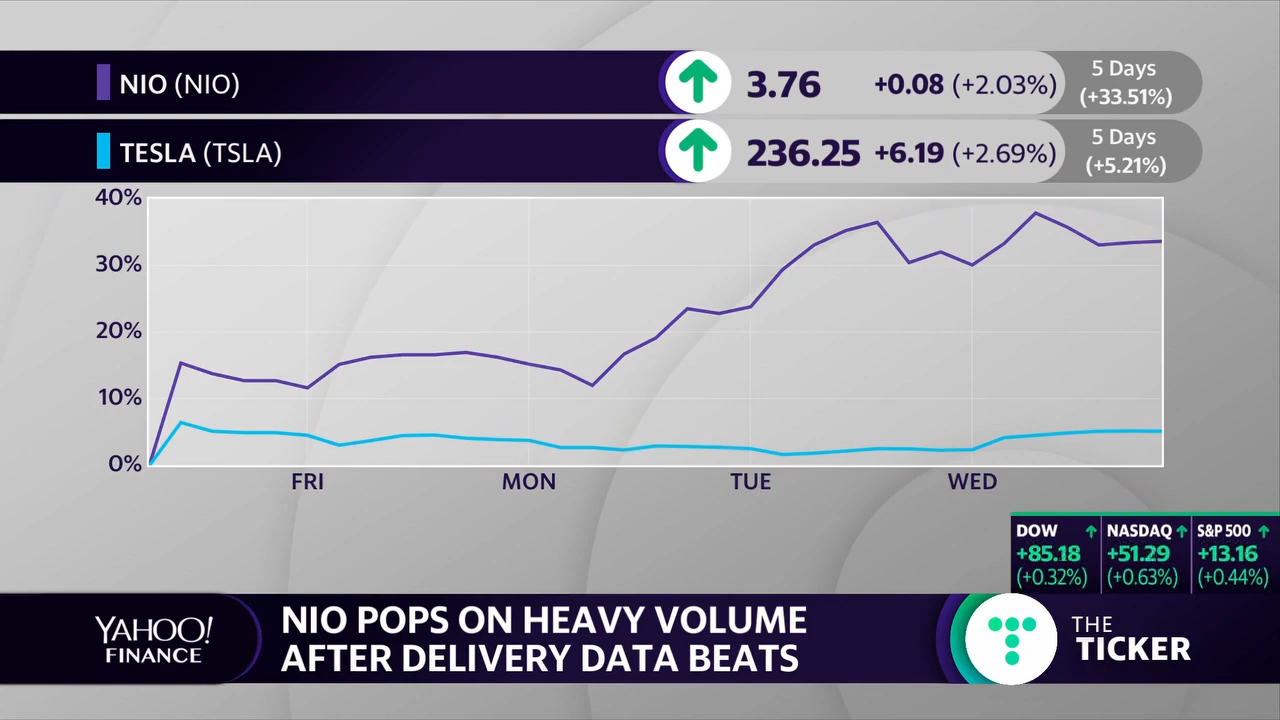 NIO (NIO) 3.76 +0.08 (+2.03%) 5 Days (+33.51%)
TESLA (TSLA) 236.25 +6.19 (+2.69%) 5 Days (+5.21%)
40%
30%
20%
10%
0%
FRI MON TUE WED
DOW NASDAQ S&P 500
+85.18 +51.29 +13.16
(+0.32%) (+0.63%) (+0.44%)
YAHOO!
FINANCE
NIO POPS ON HEAVY VOLUME
AFTER DELIVERY DATA BEATS
THE
TICKER